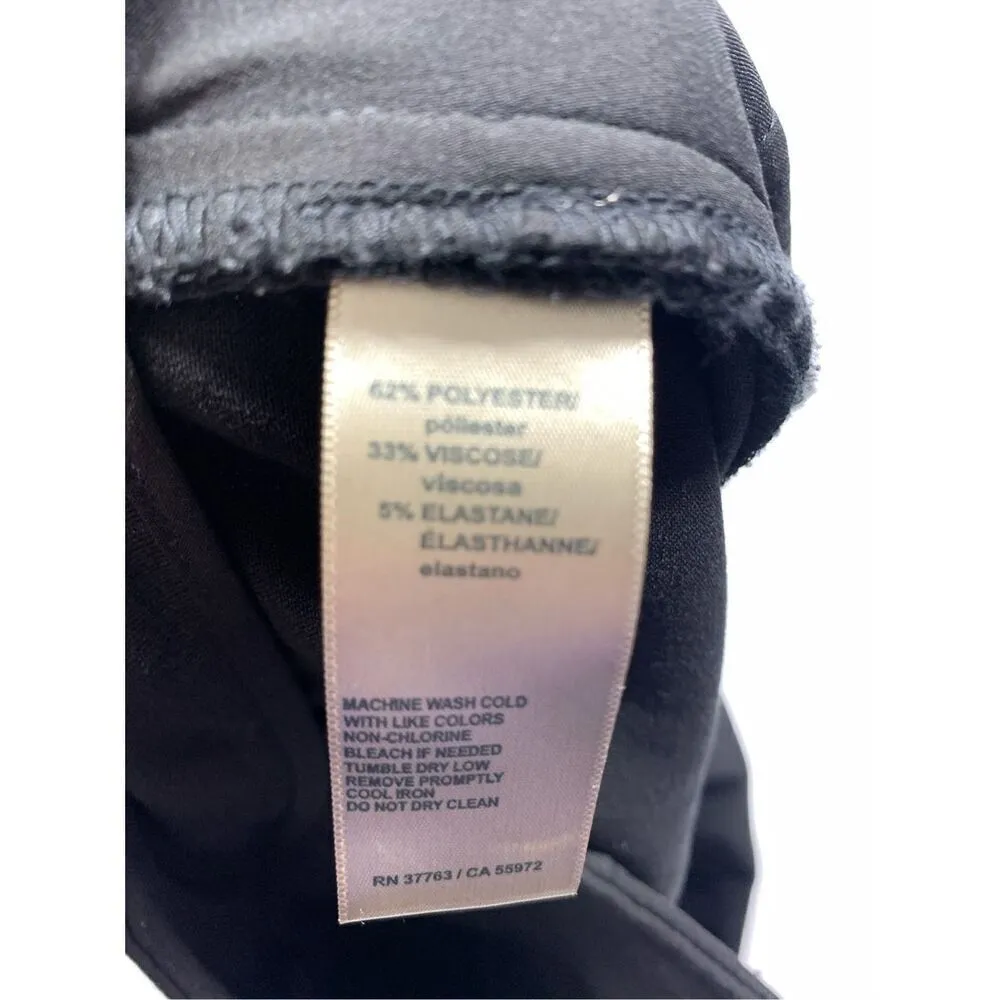 62% POLYESTER/
póliester
33% VISCOSE/
viscosa
5% ELASTANE/
ÉLASTHANNE/
elastano
MACHINE WASH COLD
WITH LIKE COLORS
NON-CHLORINE
BLEACH IF NEEDED
TUMBLE DRY LOW
REMOVE PROMPTLY
COOL IRON
DO NOT DRY CLEAN
RN 37763 / CA 55972